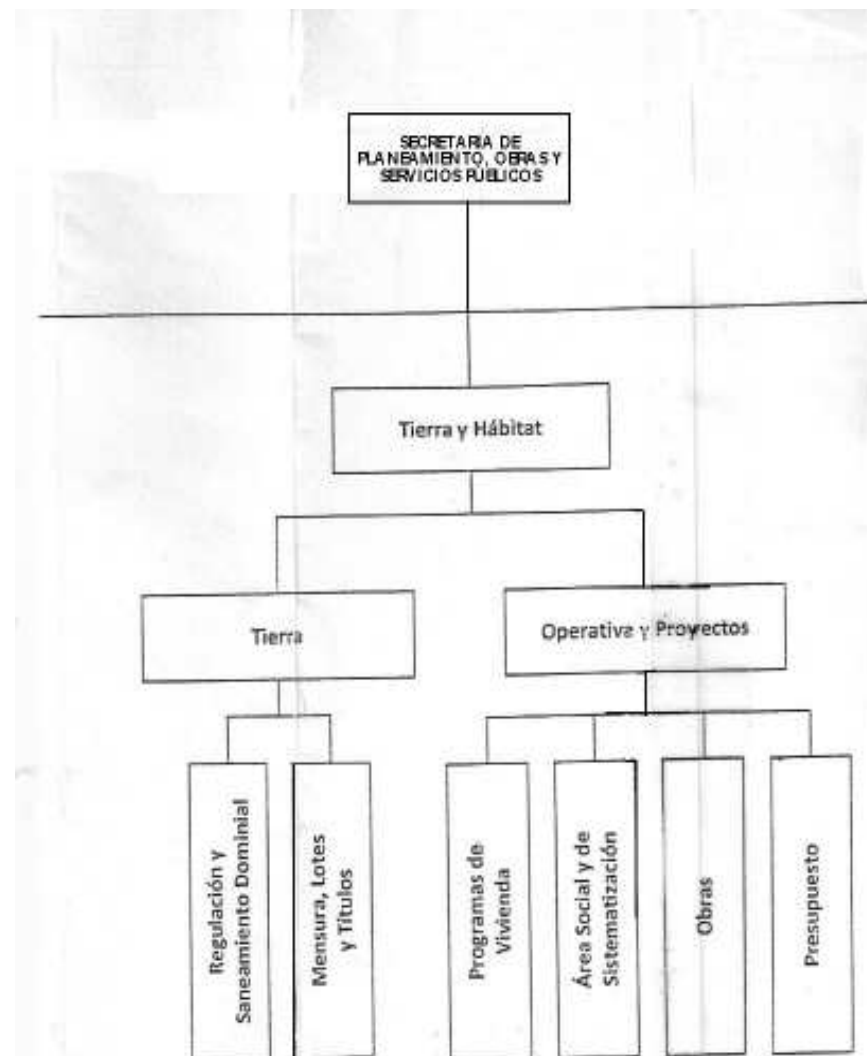 SECRETARIA DE
PLANEAMIENTO, OBRAS Y
SERVICIOS PÚBLICOS
Tierra y Hábitat
Tierra
Operativa y Proyectos
Regulación y
Saneamiento Dominial
Mensura, Lotes
y Títulos
Programas de
Vivienda
Área Social y de
Sistematización
Obras
Presupuesto